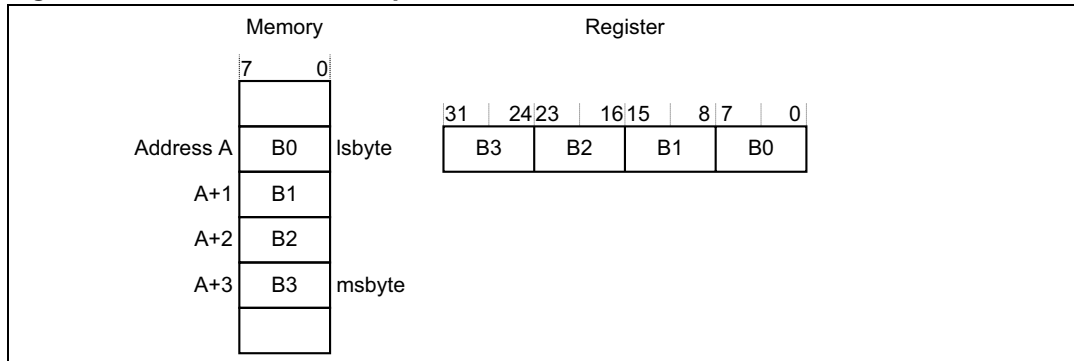 Memory Register
7 0
31 24 23 16 15 8 7 0
Address A B0 lsbyte B3 B2 B1 B0
A+1 B1
A+2 B2
A+3 B3 msbyte